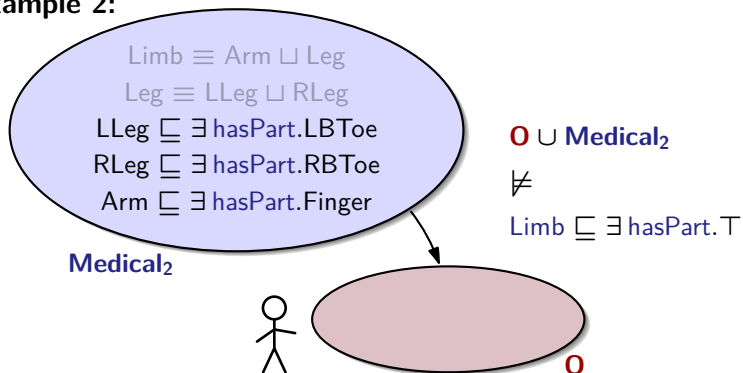 ample 2:
Limb ≡ Arm ⊔ Leg
Leg ≡ LLeg ⊔ RLeg
LLeg ⊑ ∃ hasPart.LBToe
RLeg ⊑ ∃ hasPart.RBToe
Arm ⊑ ∃ hasPart.Finger
Medical₂
O ∪ Medical₂
⊭
Limb ⊑ ∃ hasPart.⊤
O